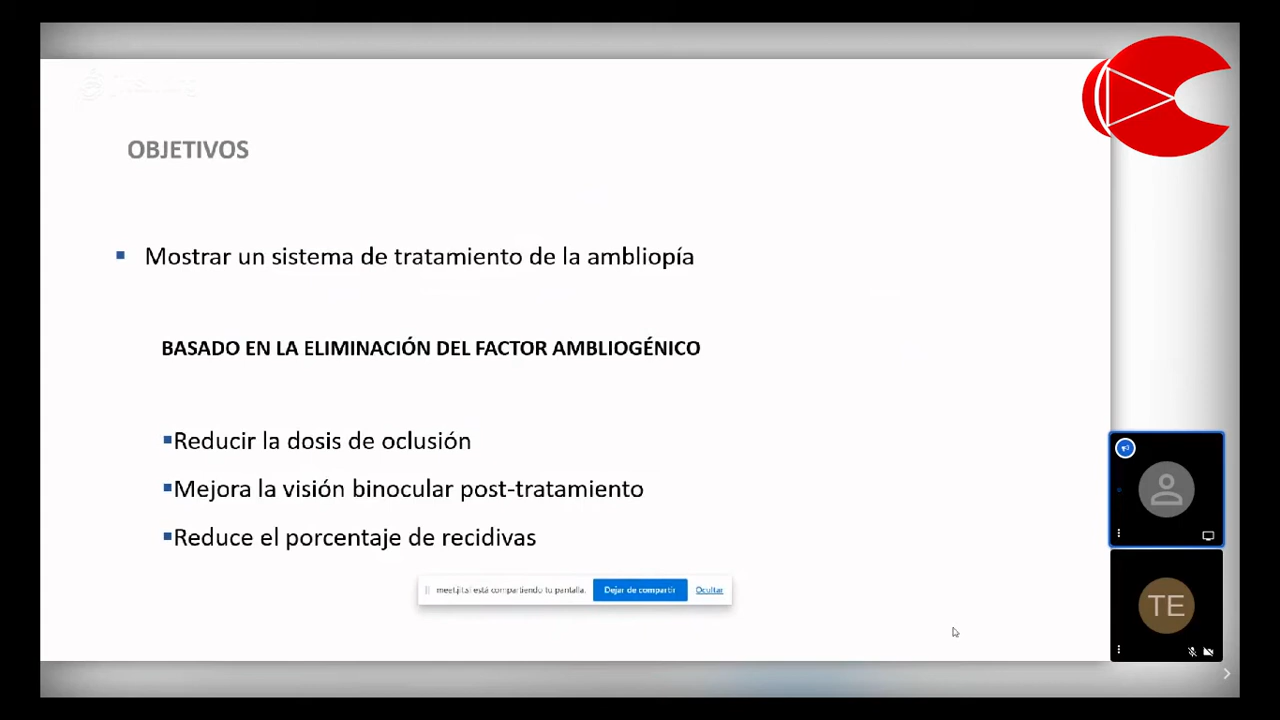 OBJETIVOS
Mostrar un sistema de tratamiento de la ambliopía
BASADO EN LA ELIMINACIÓN DEL FACTOR AMBLIOGÉNICO
Reducir la dosis de oclusión
Mejora la visión binocular post-tratamiento
Reduce el porcentaje de recidivas
meet.jit.si está compartiendo tu pantalla. Dejar de compartir Ocultar
TE